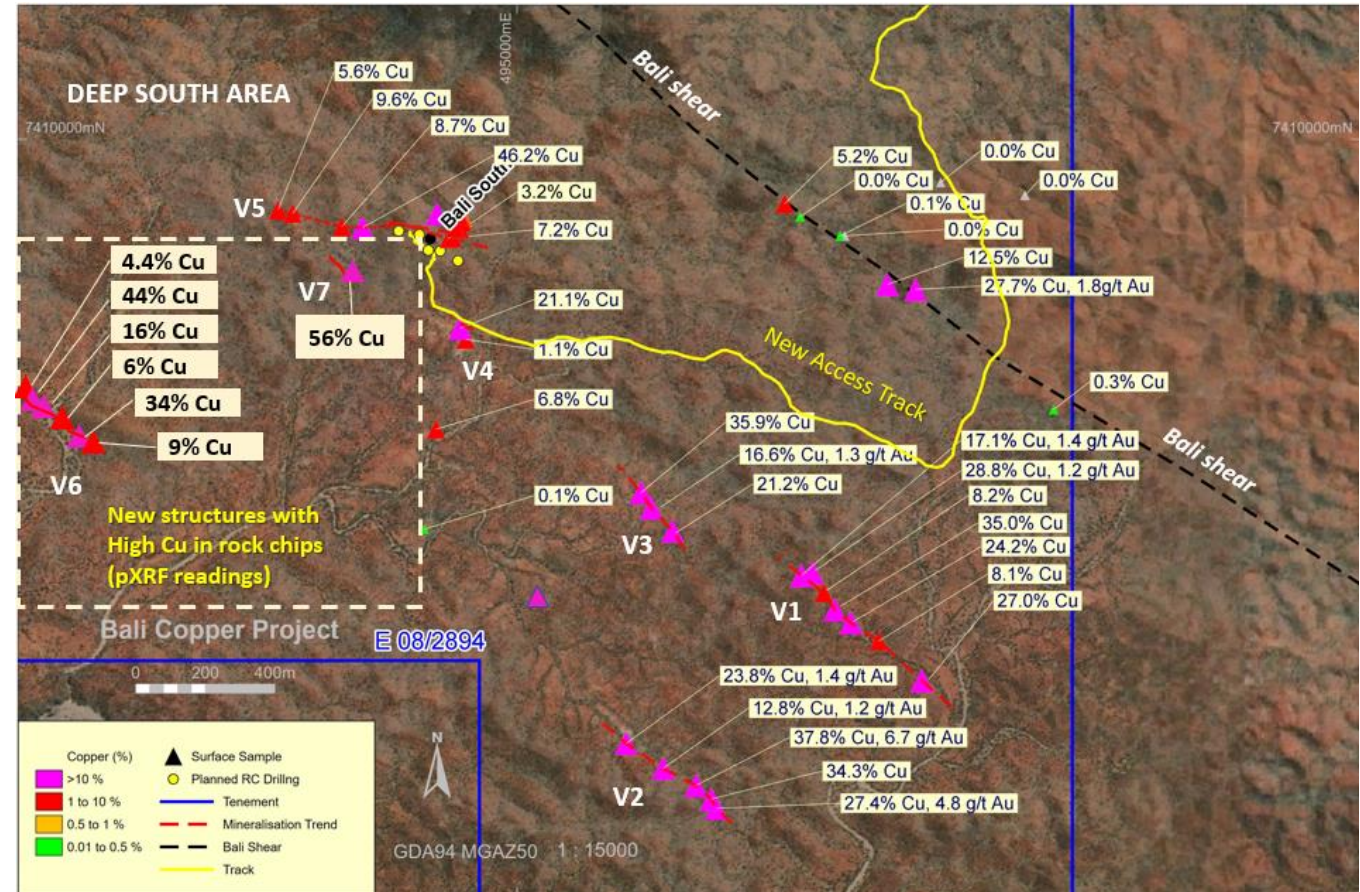 495000mE
Bali shear
5.6% Cu
DEEP SOUTH AREA
9.6% Cu
7410000mN
8.7% Cu
7410000mN
46.2% Cu
5.2% Cu
0.0% Cu
0.0% Cu
0.0% Cu
Bali South
3.2% Cu
0.1% Cu
V5
7.2% Cu
0.0% Cu
4.4% Cu
12.5% Cu
V7
27.7% Cu, 1.8g/t Au
44% Cu
21.1% Cu
16% Cu
56% Cu
1.1% Cu
New Access Track
6% Cu
V4
0.3% Cu
34% Cu
6.8% Cu
9% Cu
35.9% Cu
17.1% Cu, 1.4 g/t Au
Bali shear
16.6% Cu, 1.3 g/t Au
28.8% Cu, 1.2 g/t Au
V6
21.2% Cu
8.2% Cu
0.1% Cu
35.0% Cu
New structures with
High Cu in rock chips
(pXRF readings)
V3
24.2% Cu
8.1% Cu
V1
27.0% Cu
Bali Copper Project
E 08/2894
0 200 400m
23.8% Cu, 1.4 g/t Au
12.8% Cu, 1.2 g/t Au
37.8% Cu, 6.7 g/t Au
34.3% Cu
V2
27.4% Cu, 4.8 g/t Au
N
Copper (%)
>10 %
1 to 10 %
0.5 to 1 %
0.01 to 0.5 %
Surface Sample
Planned RC Drillng
Tenement
Mineralisation Trend
Bali Shear
Track
GDA94 MGAZ50 1 : 15000